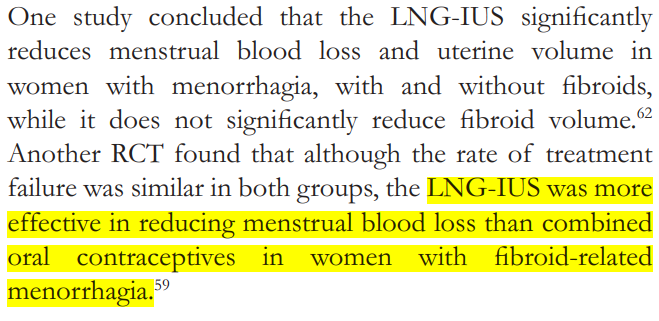 One study concluded that the LNG-IUS significantly
reduces menstrual blood loss and uterine volume in
women with menorrhagia, with and without fibroids,
while it does not significantly reduce fibroid volume.⁶²
Another RCT found that although the rate of treatment
failure was similar in both groups, the LNG-IUS was more
effective in reducing menstrual blood loss than combined
oral contraceptives in women with fibroid-related
menorrhagia.⁵⁹